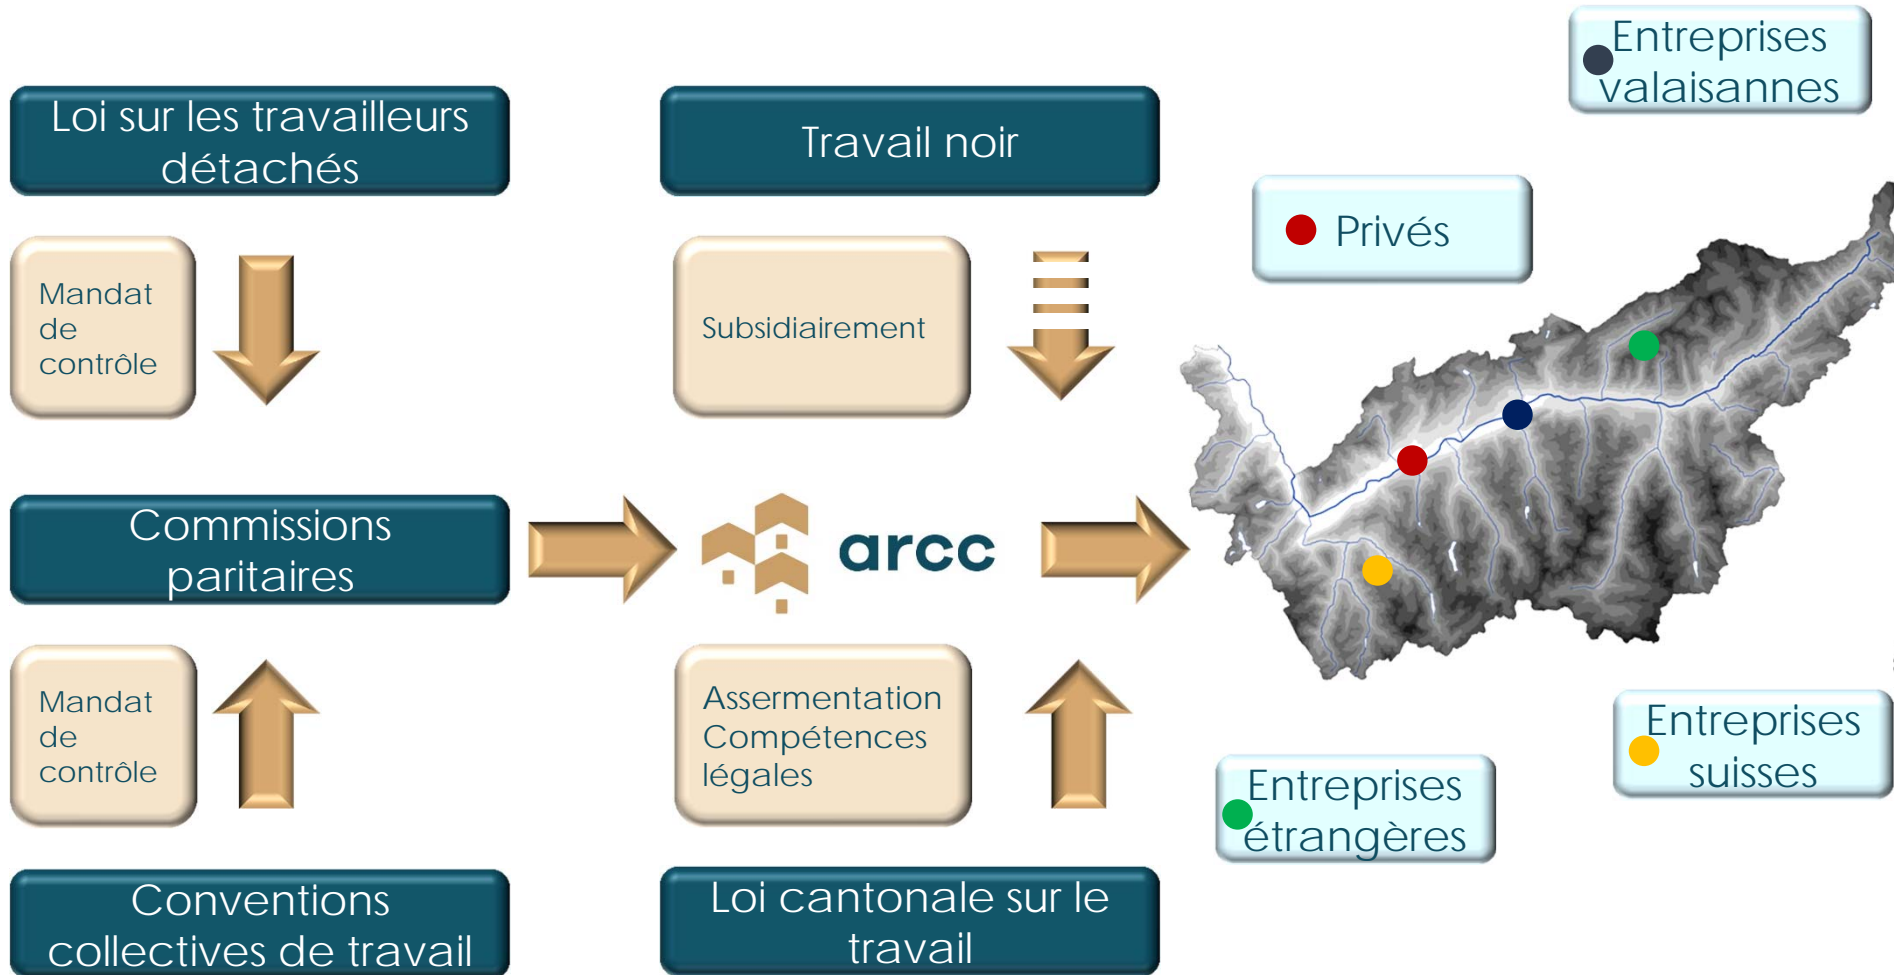 Entreprises
valaisannes
Loi sur les travailleurs
détachés
Travail noir
Privés
Mandat
de
contrôle
Subsidiairement
Commissions
paritaires
arcc
Mandat
de
contrôle
Assermentation
Compétences
légales
Entreprises
suisses
Entreprises
étrangères
Conventions
collectives de travail
Loi cantonale sur le
travail